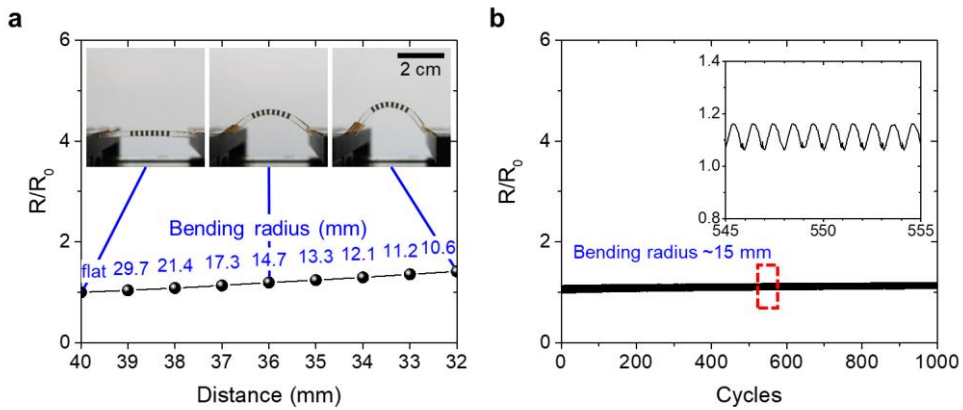 a
6
4
2
0
R/R0
2 cm
Bending radius (mm)
flat 29.7 21.4 17.3 14.7 13.3 12.1 11.2 10.6
40 39 38 37 36 35 34 33 32
Distance (mm)
b
6
4
2
0
R/R0
1.4
1.2
1.0
0.8
545 550 555
Bending radius ~15 mm
0 200 400 600 800 1000
Cycles